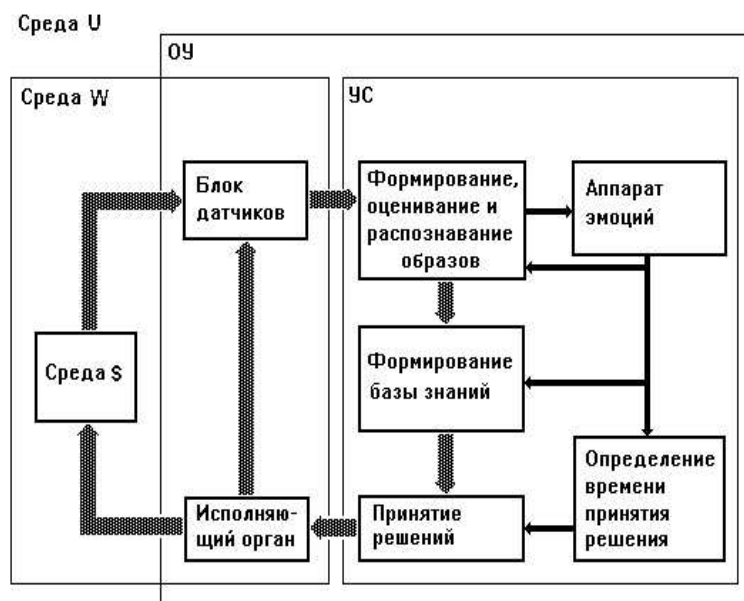 Среда U
ОУ
Среда W
УС
Блок
датчиков
Формирование,
оценивание и
распознавание
образов
Аппарат
эмоций
Среда $
Формирование
базы знаний
Исполняю-
щий орган
Принятие
решений
Определение
времени
принятия
решения